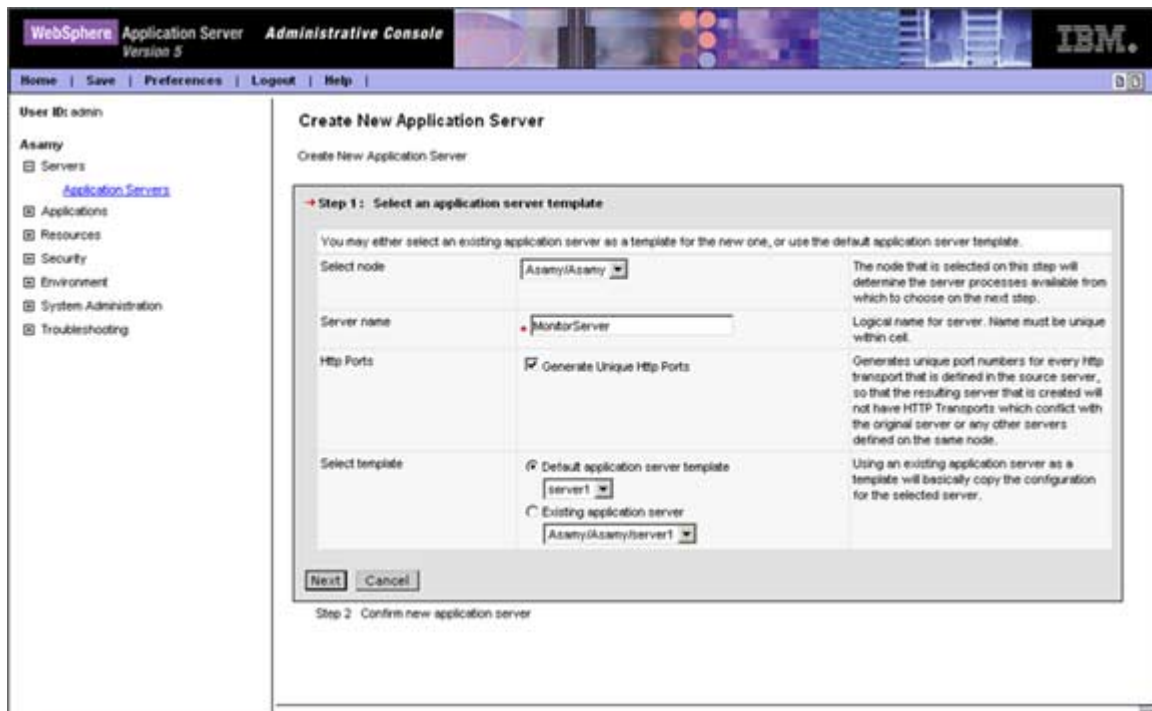 WebSphere Application Server Administrative Console
Version 5
IBM.
Home | Save | Preferences | Logout | Help |
User ID: admin
Asamy
Servers
Application Servers
Applications
Resources
Security
Environment
System Administration
Troubleshooting
Create New Application Server
Create New Application Server
Step 1 : Select an application server template
You may either select an existing application server as a template for the new one, or use the default application server template.
Select node
Asamy/Asamy
The node that is selected on this step will
determine the server processes available from
which to choose on the next step.
Server name
* MonitorServer
Logical name for server. Name must be unique
within cell.
Http Ports
Generate Unique Http Ports
Generates unique port numbers for every http
transport that is defined in the source server,
so that the resulting server that is created will
not have HTTP Transports which conflict with
the original server or any other servers
defined on the same node.
Select template
Default application server template
server1
Existing application server
Asamy/Asamy/server1
Using an existing application server as a
template will basically copy the configuration
for the selected server.
Next Cancel
Step 2 Confirm new application server